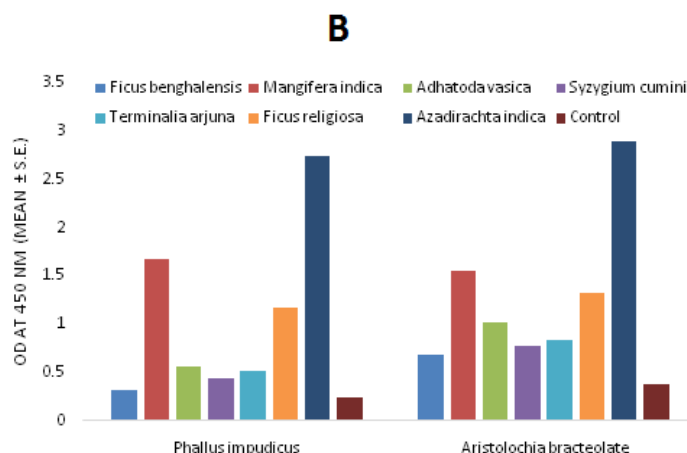 B
3.5
3
2.5
2
1.5
1
0.5
0
OD AT 450 NM (MEAN ± S.E.)
Ficus benghalensis Mangifera indica Adhatoda vasica Syzygium cumini
Terminalia arjuna Ficus religiosa Azadirachta indica Control
Phallus impudicus Aristolochia bracteolate